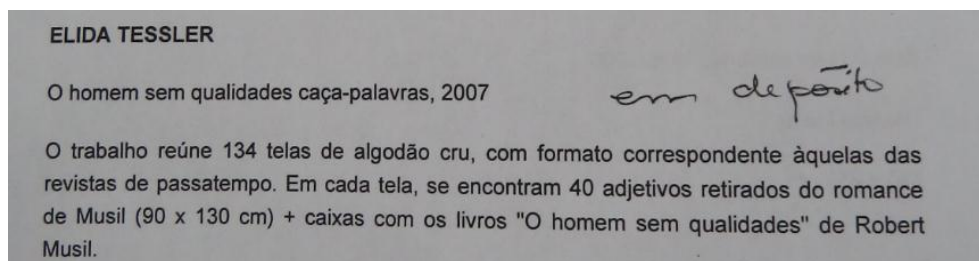 ELIDA TESSLER
O homem sem qualidades caça-palavras, 2007
em depósito
O trabalho reúne 134 telas de algodão cru, com formato correspondente àquelas das
revistas de passatempo. Em cada tela, se encontram 40 adjetivos retirados do romance
de Musil (90 x 130 cm) + caixas com os livros "O homem sem qualidades" de Robert
Musil.